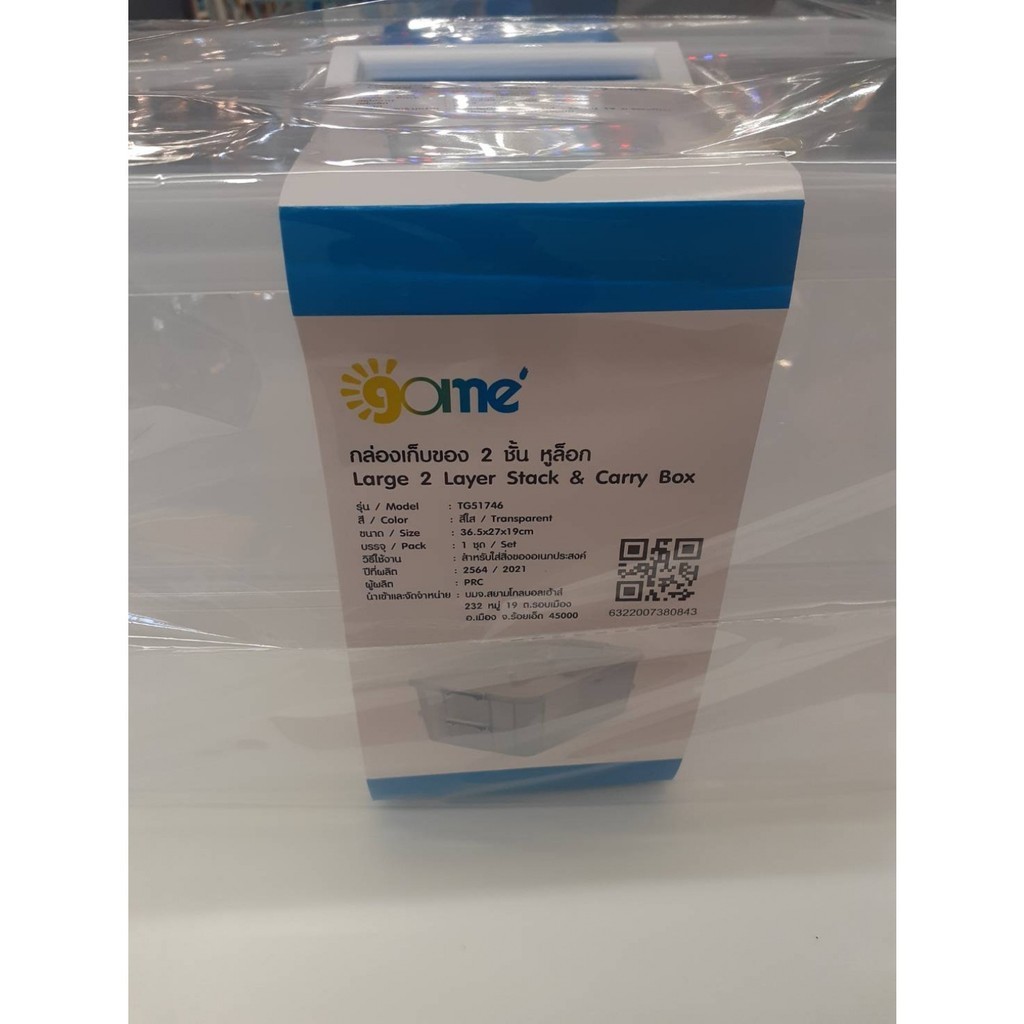 gome'
กล่องเก็บของ 2 ชั้น หูล็อก
Large 2 Layer Stack & Carry Box
รุ่น / Model : TG51746
สี / Color : สีใส / Transparent
ขนาด / Size : 36.5x27x19cm
บรรจุ / Pack : 1 ชุด / Set
วิธีใช้งาน : สำหรับใส่สิ่งของอเนกประสงค์
ปีที่ผลิต : 2564 / 2021
ผู้ผลิต : PRC
นำเข้าและจัดจำหน่าย : บมจ.สยามโกลบอลเฮ้าส์
232 หมู่ 19 ถ.รอบเมือง
อ.เมือง จ.ร้อยเอ็ด 45000
6322007380843